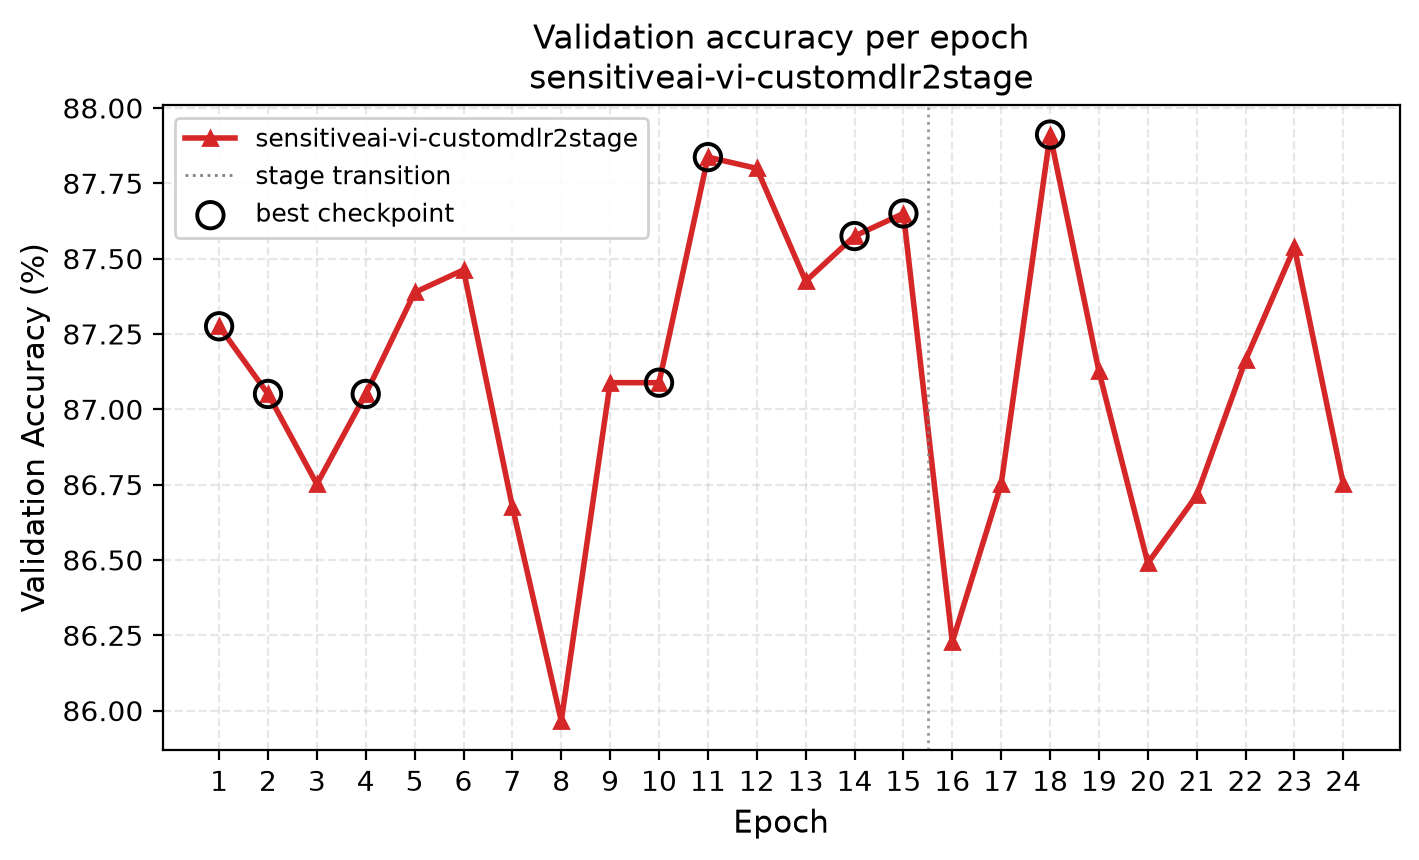 Validation accuracy per epoch
sensitiveai-vi-customdlr2stage
sensitiveai-vi-customdlr2stage
stage transition
best checkpoint
Validation Accuracy (%)
88.00
87.75
87.50
87.25
87.00
86.75
86.50
86.25
86.00
1 2 3 4 5 6 7 8 9 10 11 12 13 14 15 16 17 18 19 20 21 22 23 24
Epoch